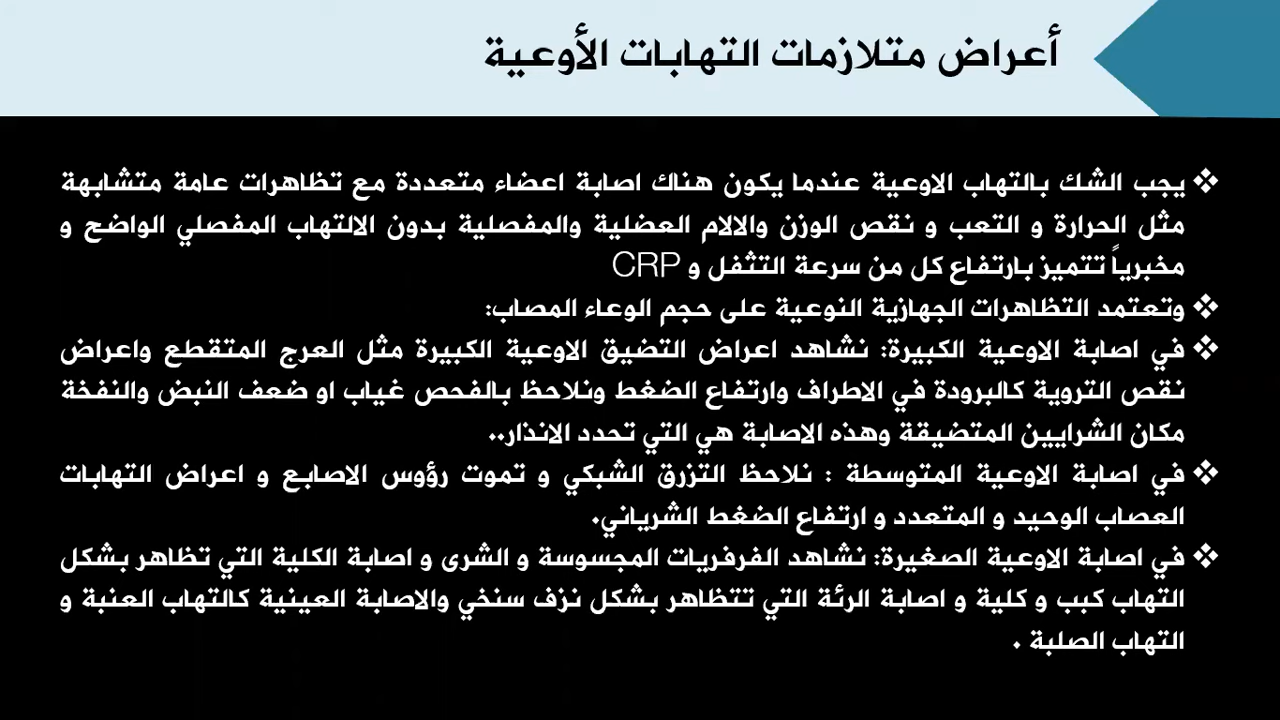 أعراض متلازمات التهابات الأوعية
❖ يجب الشك بالتهاب الاوعية عندما يكون هناك اصابة اعضاء متعددة مع تظاهرات عامة متشابهة
مثل الحرارة و التعب و نقص الوزن والالام العضلية والمفصلية بدون الالتهاب المفصلي الواضح و
مخبرياً تتميز بارتفاع كل من سرعة التثفل و CRP
❖ وتعتمد التظاهرات الجهازية النوعية على حجم الوعاء المصاب:
❖ في اصابة الاوعية الكبيرة: نشاهد اعراض التضيق الاوعية الكبيرة مثل العرج المتقطع واعراض
نقص التروية كالبرودة في الاطراف وارتفاع الضغط ونلاحظ بالفحص غياب او ضعف النبض والنفخة
مكان الشرايين المتضيقة وهذه الاصابة هي التي تحدد الانذار..
❖ في اصابة الاوعية المتوسطة : نلاحظ التزرق الشبكي و تموت رؤوس الاصابع و اعراض التهابات
العصاب الوحيد و المتعدد و ارتفاع الضغط الشرياني.
❖ في اصابة الاوعية الصغيرة: نشاهد الفرفريات المجسوسة و الشرى و اصابة الكلية التي تظاهر بشكل
التهاب كبب و كلية و اصابة الرئة التي تتظاهر بشكل نزف سنخي والاصابة العينية كالتهاب العنبة و
التهاب الصلبة .